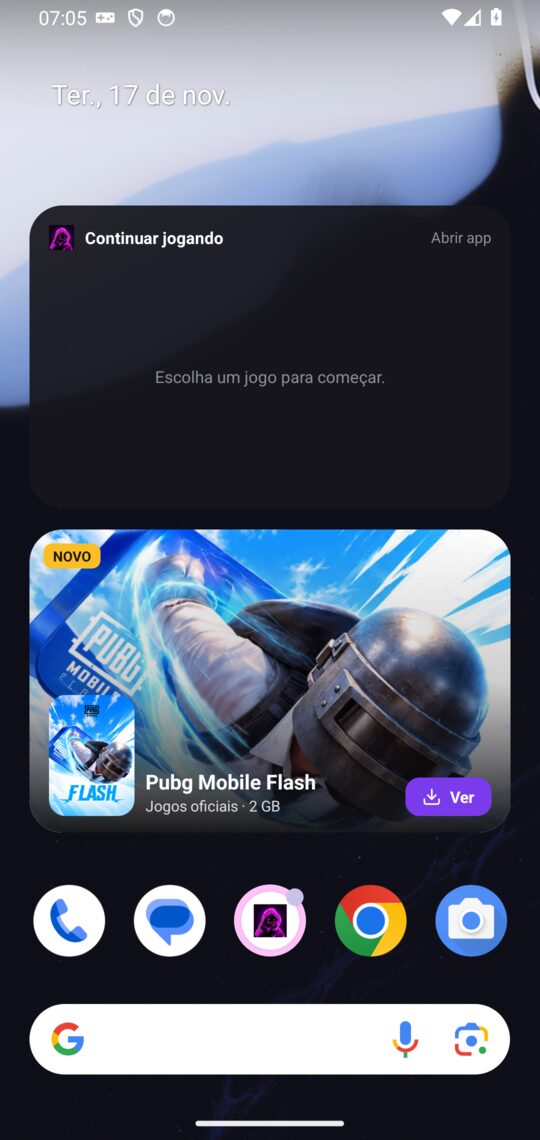 07:05
Ter., 17 de nov.
Continuar jogando
Abrir app
Escolha um jogo para começar.
NOVO
PUBG
MOBILE
FLASH
Pubg Mobile Flash
Jogos oficiais · 2 GB
Ver